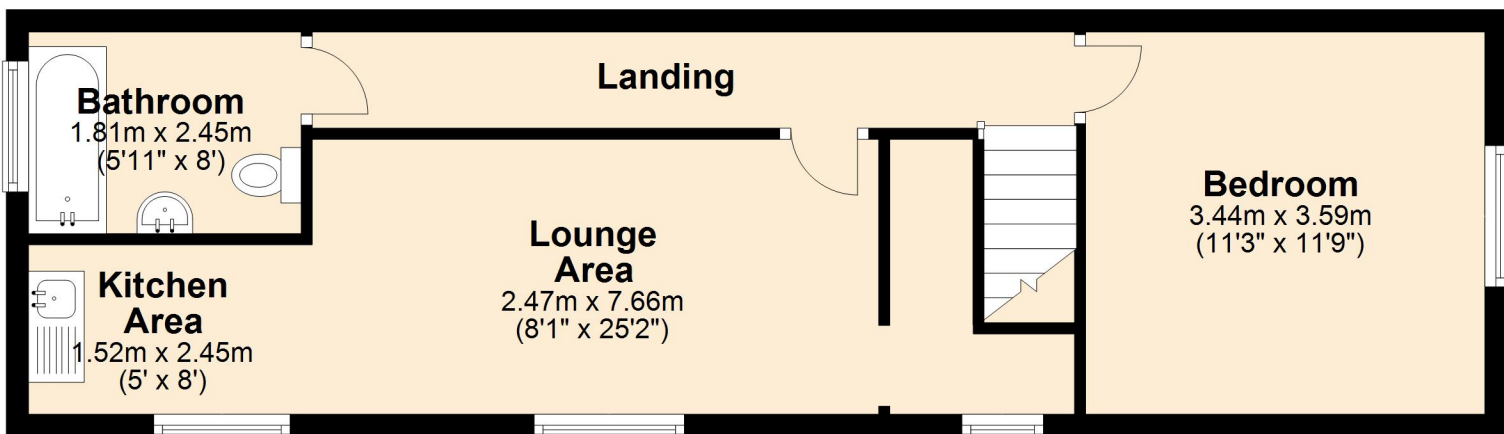 Landing
Bathroom
1.81m x 2.45m
(5'11" x 8')
Bedroom
3.44m x 3.59m
(11'3" x 11'9")
Lounge
Area
2.47m x 7.66m
(8'1" x 25'2")
Kitchen
Area
1.52m x 2.45m
(5' x 8')